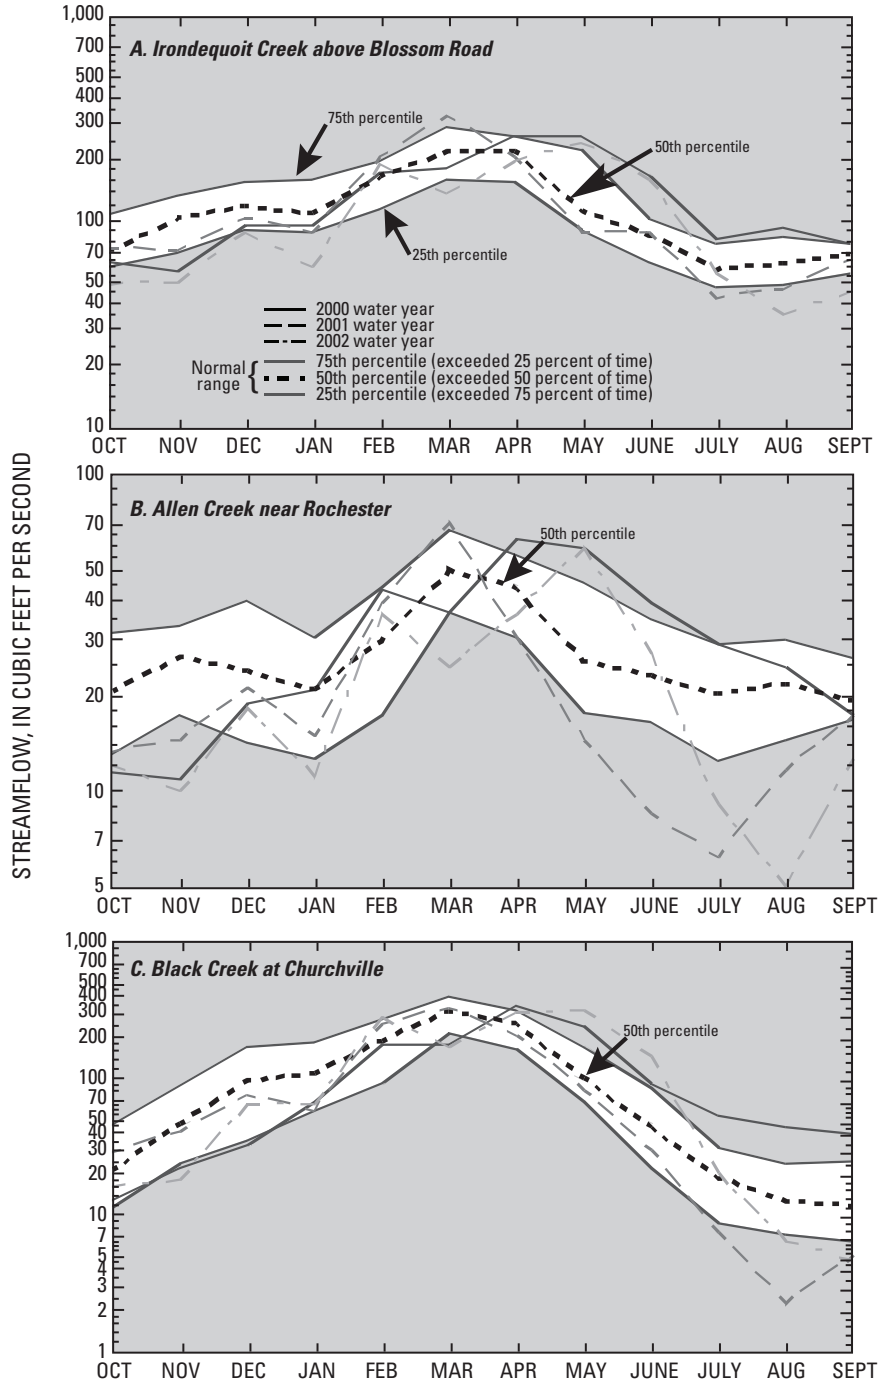 STREAMFLOW, IN CUBIC FEET PER SECOND
A. Irondequoit Creek above Blossom Road
1,000
700
500
400
300
200
100
70
50
40
30
20
10
75th percentile
50th percentile
25th percentile
2000 water year
2001 water year
2002 water year
Normal range {
75th percentile (exceeded 25 percent of time)
50th percentile (exceeded 50 percent of time)
25th percentile (exceeded 75 percent of time)
OCT NOV DEC JAN FEB MAR APR MAY JUNE JULY AUG SEPT
B. Allen Creek near Rochester
100
70
50
40
30
20
10
7
5
50th percentile
OCT NOV DEC JAN FEB MAR APR MAY JUNE JULY AUG SEPT
C. Black Creek at Churchville
1,000
700
500
400
300
200
100
70
50
40
30
20
10
7
5
4
3
2
1
50th percentile
OCT NOV DEC JAN FEB MAR APR MAY JUNE JULY AUG SEPT